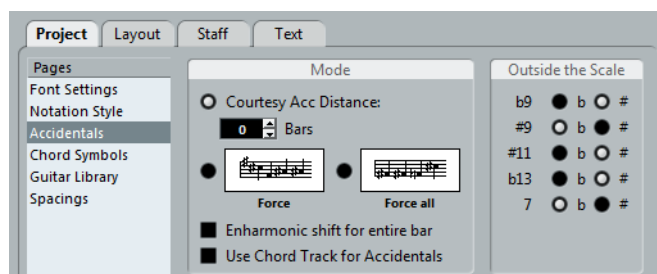 Project Layout Staff Text
Pages
Font Settings
Notation Style
Accidentals
Chord Symbols
Guitar Library
Spacings
Mode
Courtesy Acc Distance:
0 Bars
Force Force all
Enharmonic shift for entire bar
Use Chord Track for Accidentals
Outside the Scale
b9 b #
#9 b #
#11 b #
b13 b #
7 b #